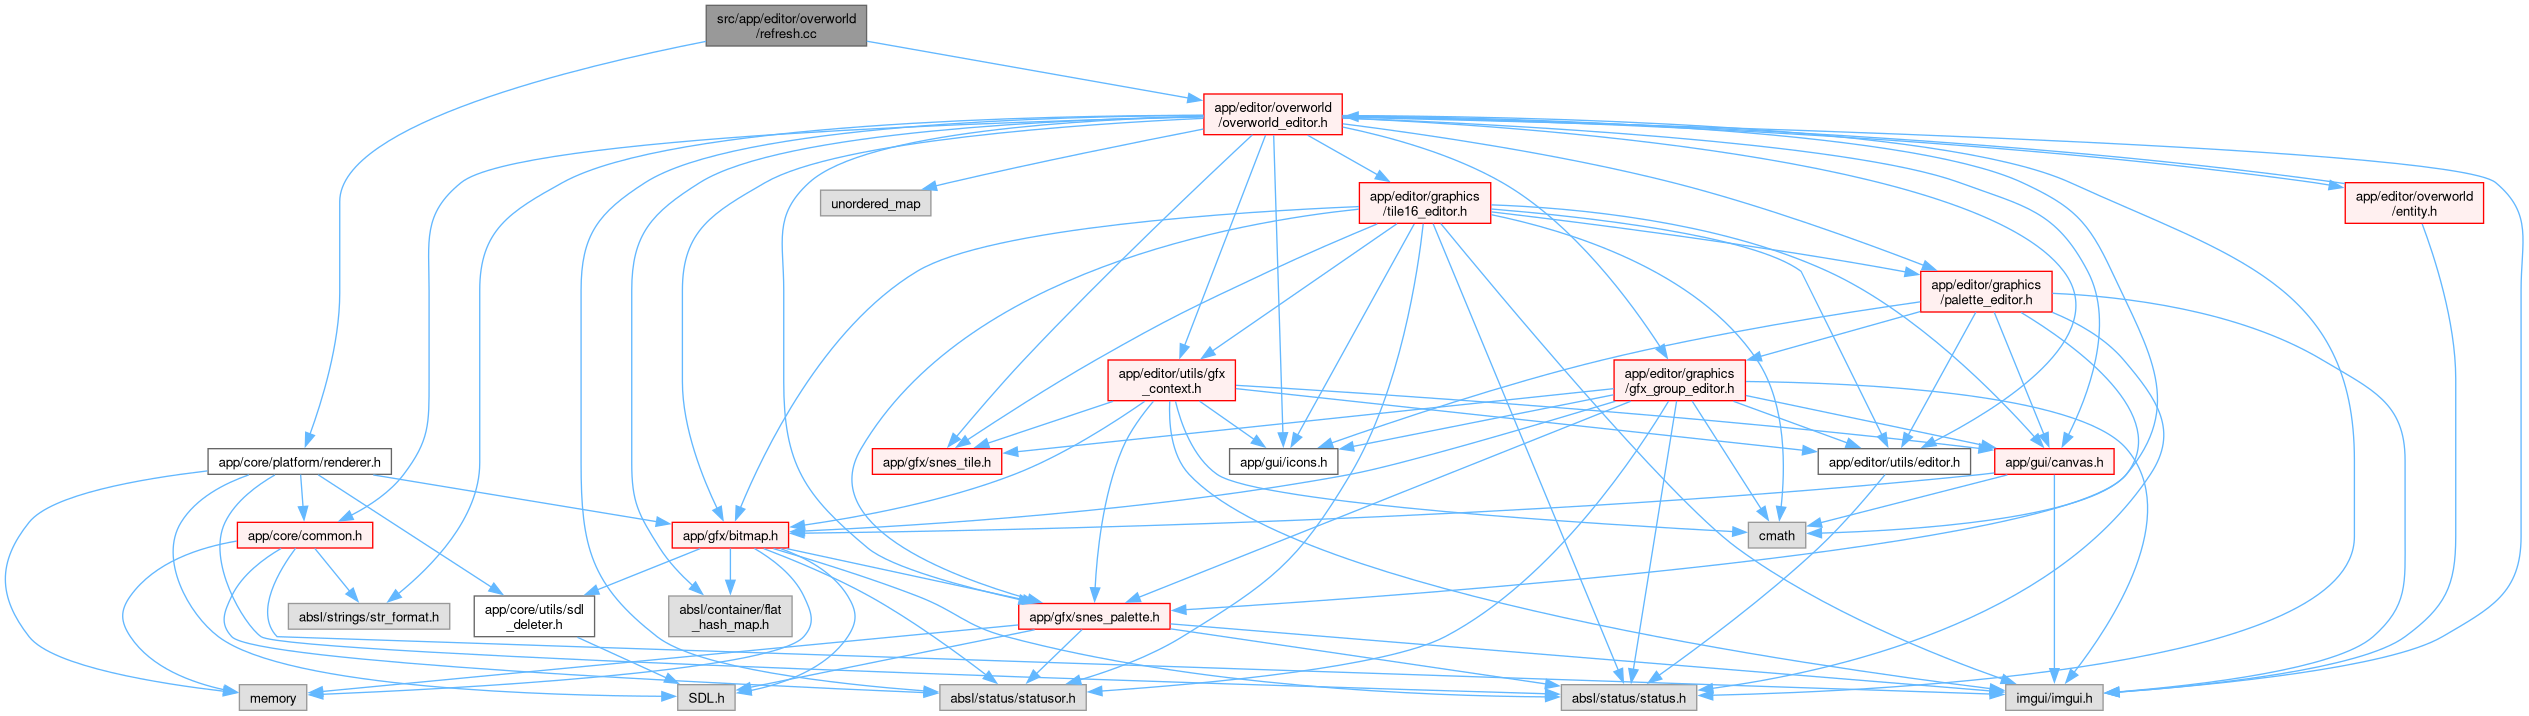 src/app/editor/overworld
/refresh.cc
app/editor/overworld
/overworld_editor.h
unordered_map
app/editor/graphics
/tile16_editor.h
app/editor/overworld
/entity.h
app/editor/graphics
/palette_editor.h
app/editor/utils/gfx
_context.h
app/editor/graphics
/gfx_group_editor.h
app/core/platform/renderer.h
app/gfx/snes_tile.h
app/gui/icons.h
app/editor/utils/editor.h
app/gui/canvas.h
app/core/common.h
app/gfx/bitmap.h
cmath
absl/strings/str_format.h
app/core/utils/sdl
_deleter.h
absl/container/flat
_hash_map.h
app/gfx/snes_palette.h
memory
SDL.h
absl/status/statusor.h
absl/status/status.h
imgui/imgui.h